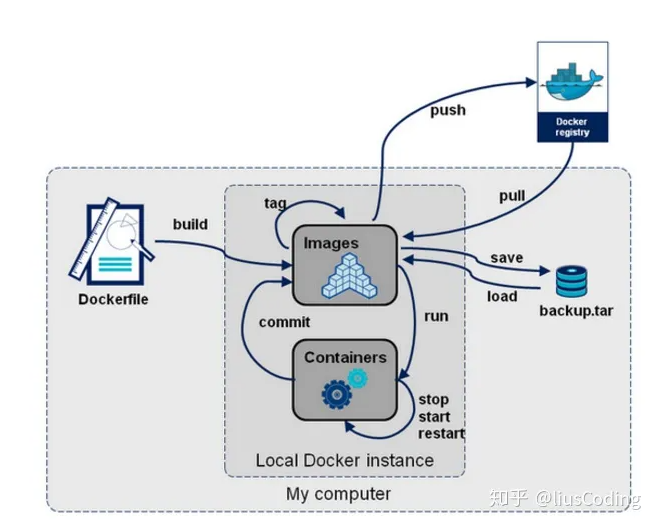 Docker
registry
push
pull
tag
build
Images
save
load
Dockerfile
backup.tar
commit
run
Containers
stop
start
restart
Local Docker instance
My computer
知乎 @liusCoding